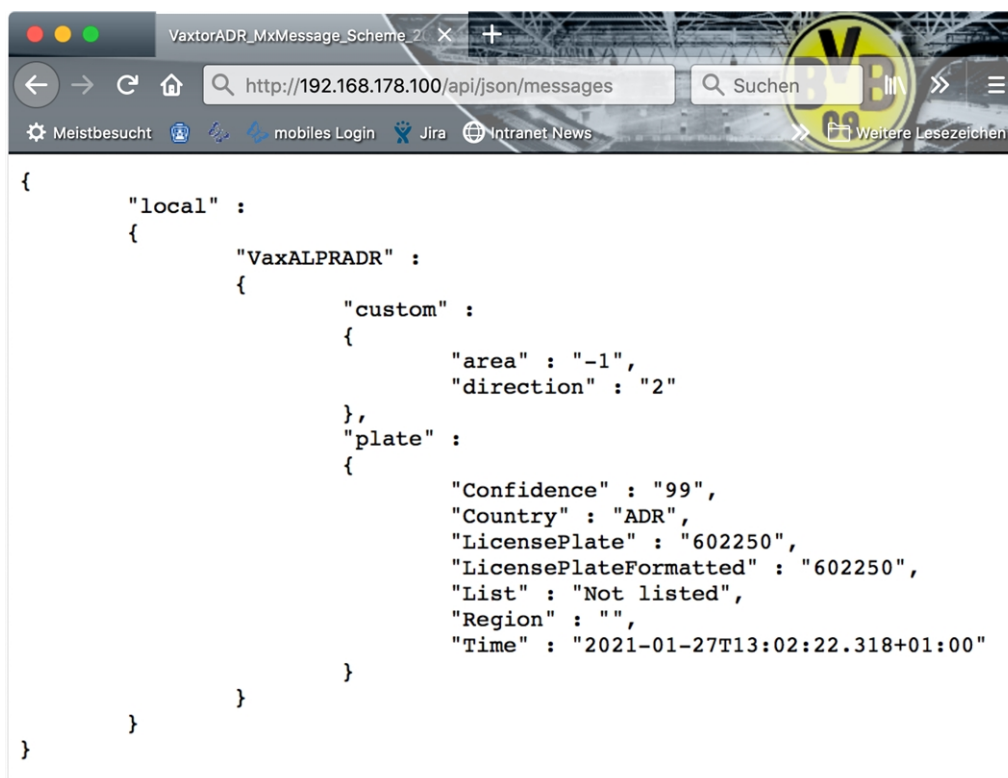 VaxtorADR_MxMessage_Scheme_2
http://192.168.178.100/api/json/messages
Suchen
BVB
09
Meistbesucht
mobiles Login
Jira
Intranet News
Weitere Lesezeichen
{
"local" :
{
"VaxALPRADR" :
{
"custom" :
{
"area" : "-1",
"direction" : "2"
},
"plate" :
{
"Confidence" : "99",
"Country" : "ADR",
"LicensePlate" : "602250",
"LicensePlateFormatted" : "602250",
"List" : "Not listed",
"Region" : "",
"Time" : "2021-01-27T13:02:22.318+01:00"
}
}
}
}